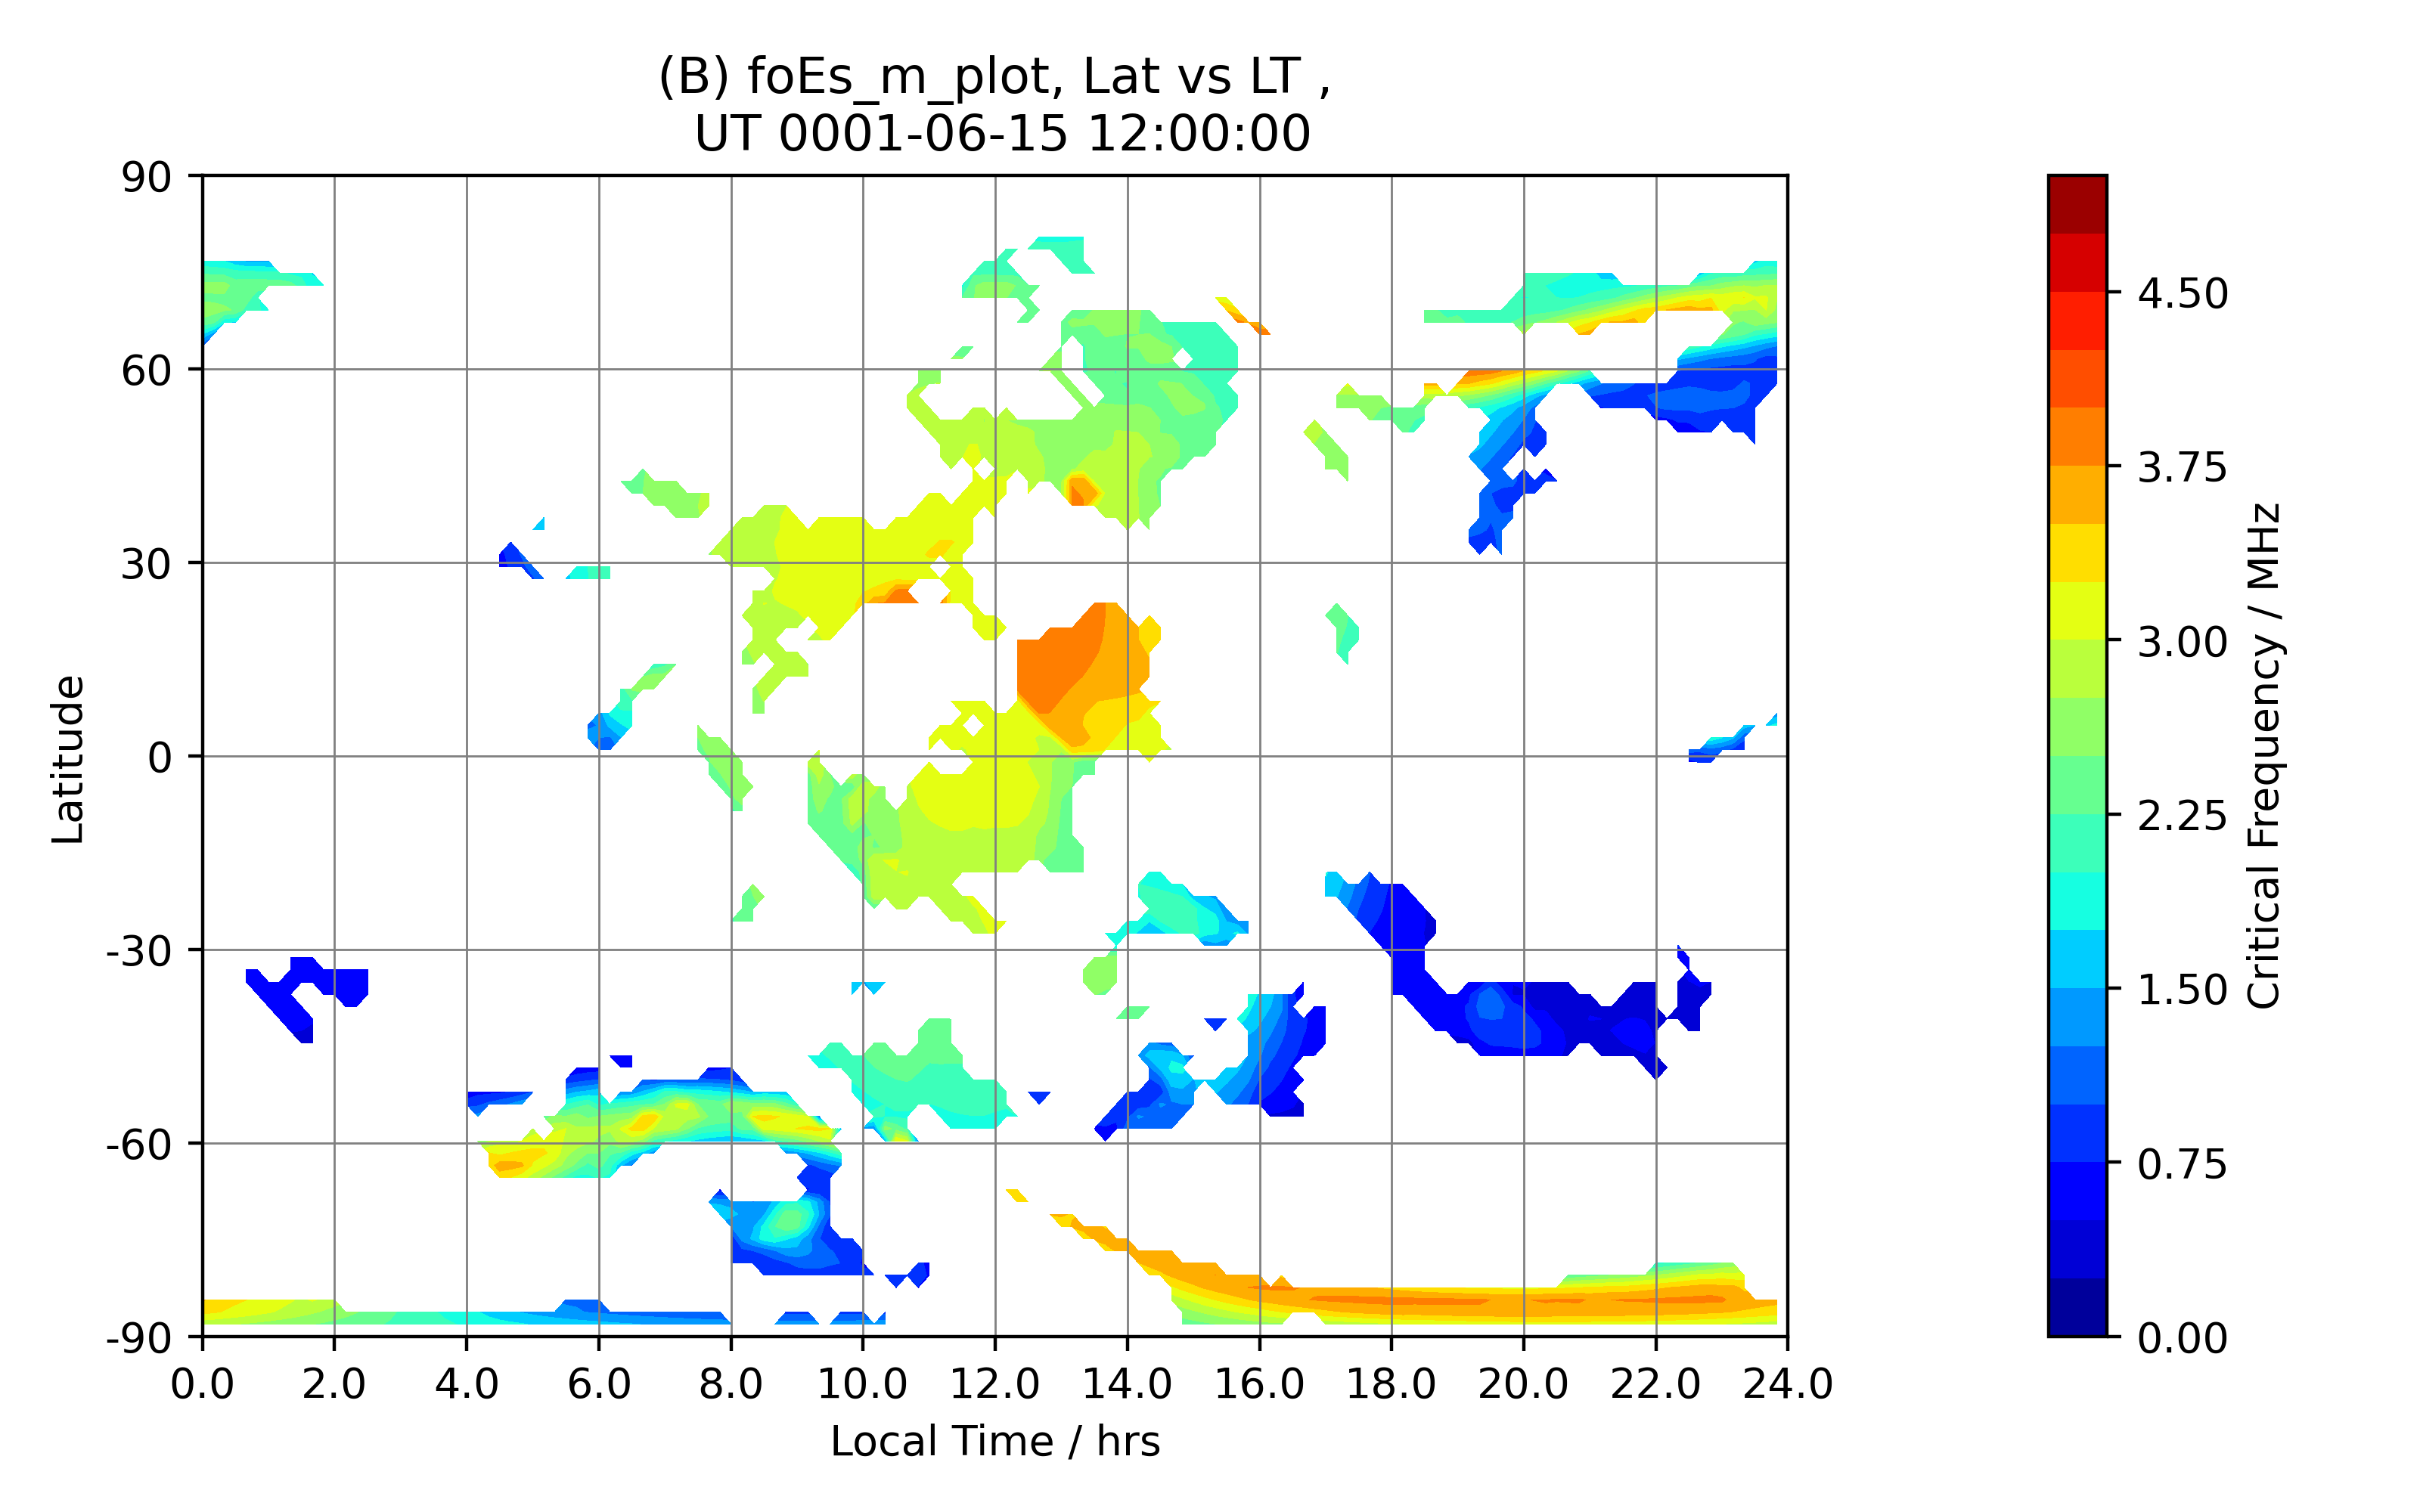 (B) foEs_m_plot, Lat vs LT ,
UT 0001-06-15 12:00:00
90
60
30
0
-30
-60
-90
Latitude
0.0 2.0 4.0 6.0 8.0 10.0 12.0 14.0 16.0 18.0 20.0 22.0 24.0
Local Time / hrs
4.50
3.75
3.00
2.25
1.50
0.75
0.00
Critical Frequency / MHz